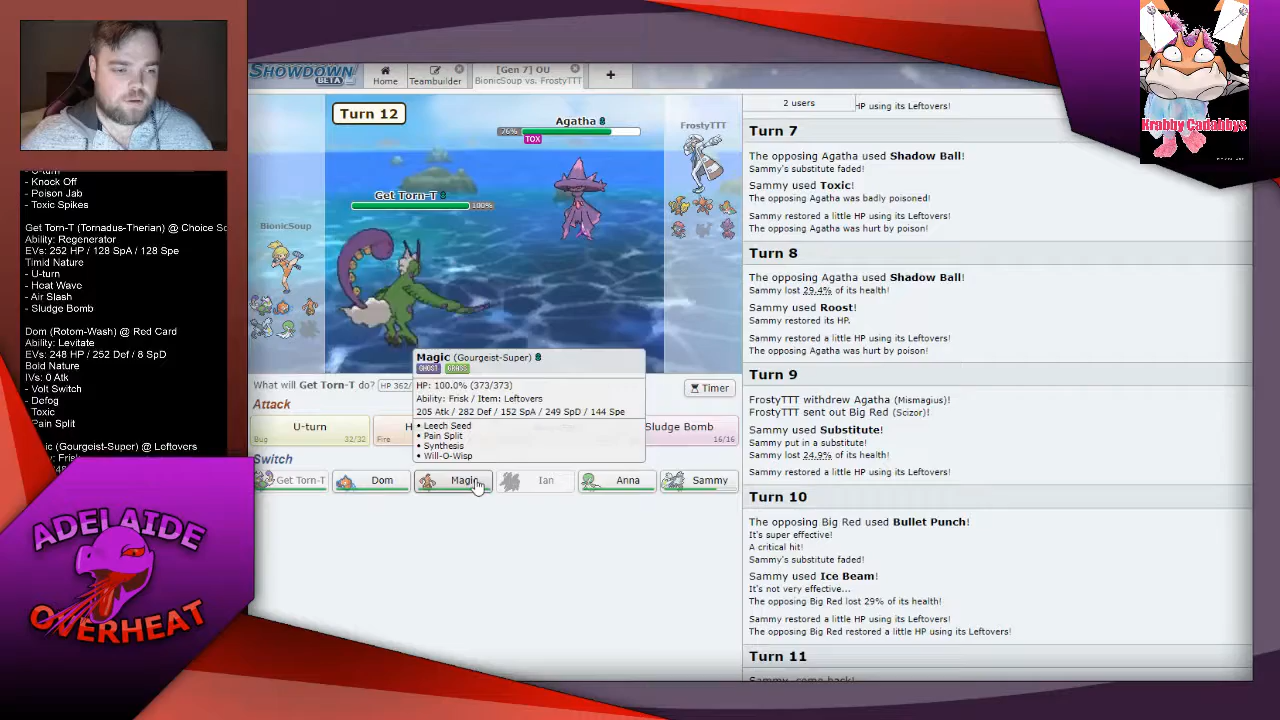 SHOWDOWN
BETA
Home
Teambuilder
[Gen 7] OU
BionicSoup vs. FrostyTTT
+
Krabby Cadabbys
Turn 12
Agatha
76%
TOX
Get Torn-T
100%
BionicSoup
FrostyTTT
2 users
HP using its Leftovers!
Turn 7
The opposing Agatha used Shadow Ball!
Sammy's substitute faded!
Sammy used Toxic!
The opposing Agatha was badly poisoned!
Sammy restored a little HP using its Leftovers!
The opposing Agatha was hurt by poison!
Turn 8
The opposing Agatha used Shadow Ball!
Sammy lost 29.4% of its health!
Sammy used Roost!
Sammy restored its HP.
Sammy restored a little HP using its Leftovers!
The opposing Agatha was hurt by poison!
Turn 9
FrostyTTT withdrew Agatha (Mismagius)!
FrostyTTT sent out Big Red (Scizor)!
Sammy used Substitute!
Sammy put in a substitute!
Sammy lost 24.9% of its health!
Sammy restored a little HP using its Leftovers!
Turn 10
The opposing Big Red used Bullet Punch!
It's super effective!
A critical hit!
Sammy's substitute faded!
Sammy used Ice Beam!
It's not very effective...
The opposing Big Red lost 29% of its health!
Sammy restored a little HP using its Leftovers!
The opposing Big Red restored a little HP using its Leftovers!
Turn 11
Sammy, come back!
- U-turn
- Knock Off
- Poison Jab
- Toxic Spikes
Get Torn-T (Tornadus-Therian) @ Choice Sc
Ability: Regenerator
EVs: 252 HP / 128 SpA / 128 Spe
Timid Nature
- U-turn
- Heat Wave
- Air Slash
- Sludge Bomb
Dom (Rotom-Wash) @ Red Card
Ability: Levitate
EVs: 248 HP / 252 Def / 8 SpD
Bold Nature
IVs: 0 Atk
- Volt Switch
- Defog
- Toxic
- Pain Split
(Gourgeist-Super) @ Leftovers
ADELAIDE
OVERHEAT
What will Get Torn-T do?
HP 362/
Timer
Attack
U-turn
Bug
32/32
H
Fire
Sludge Bomb
16/16
Magic (Gourgeist-Super)
GHOST GRASS
HP: 100.0% (373/373)
Ability: Frisk / Item: Leftovers
205 Atk / 282 Def / 152 SpA / 249 SpD / 144 Spe
• Leech Seed
• Pain Split
• Synthesis
• Will-O-Wisp
Switch
Get Torn-T
Dom
Magic
Ian
Anna
Sammy